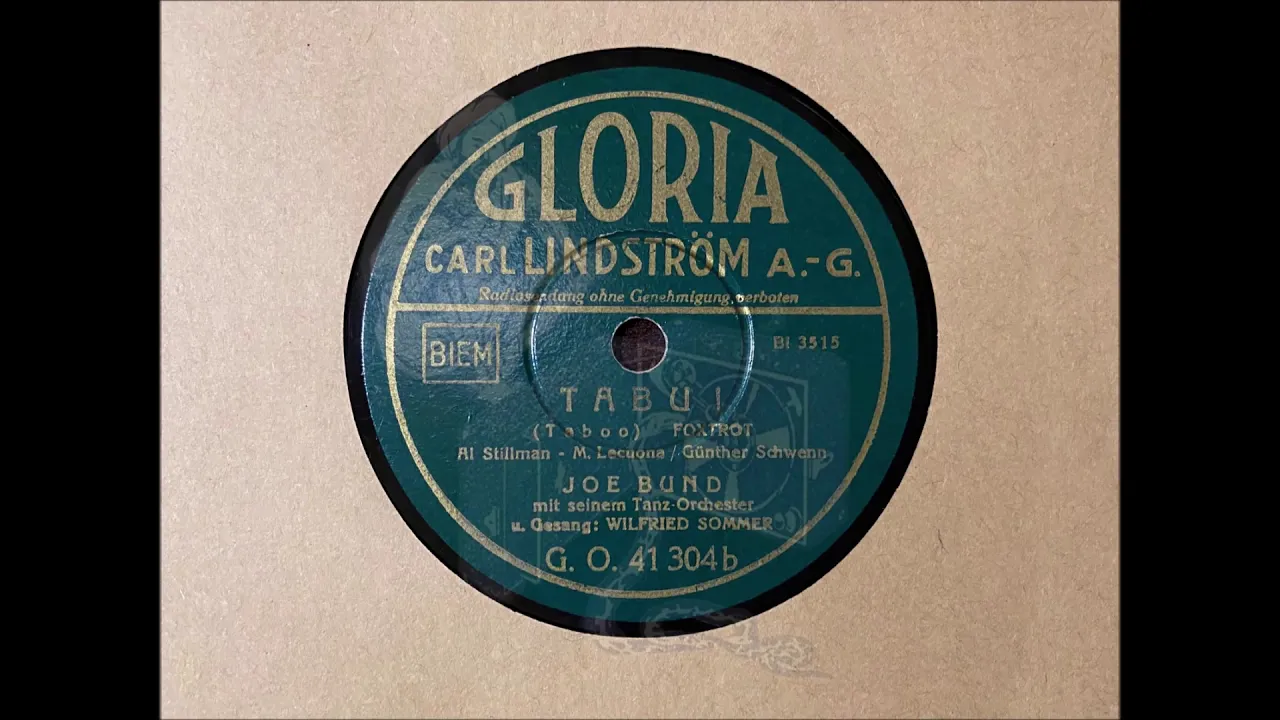 GLORIA
CARL LINDSTRÖM A.-G.
Radiosendung ohne Genehmigung verboten
BIEM
BI 3515
TABU!
(Taboo) FOXTROT
Al Stillman - M. Lecuona / Günther Schwenn
JOE BUND
mit seinem Tanz-Orchester
u. Gesang: WILFRIED SOMMER
G. O. 41 304 b